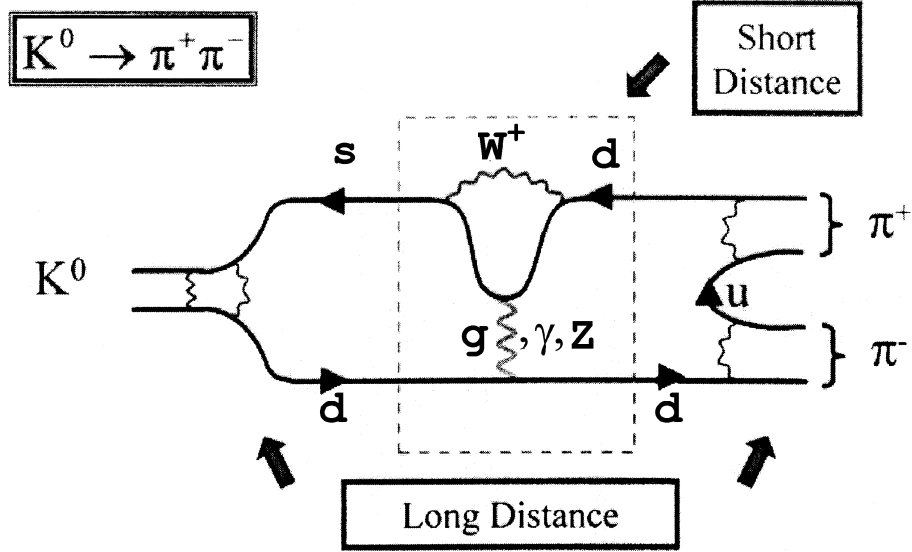 K⁰ → π⁺π⁻
Short
Distance
W⁺
s
d
K⁰
π⁺
u
g,γ,Z
π⁻
d
d
Long Distance